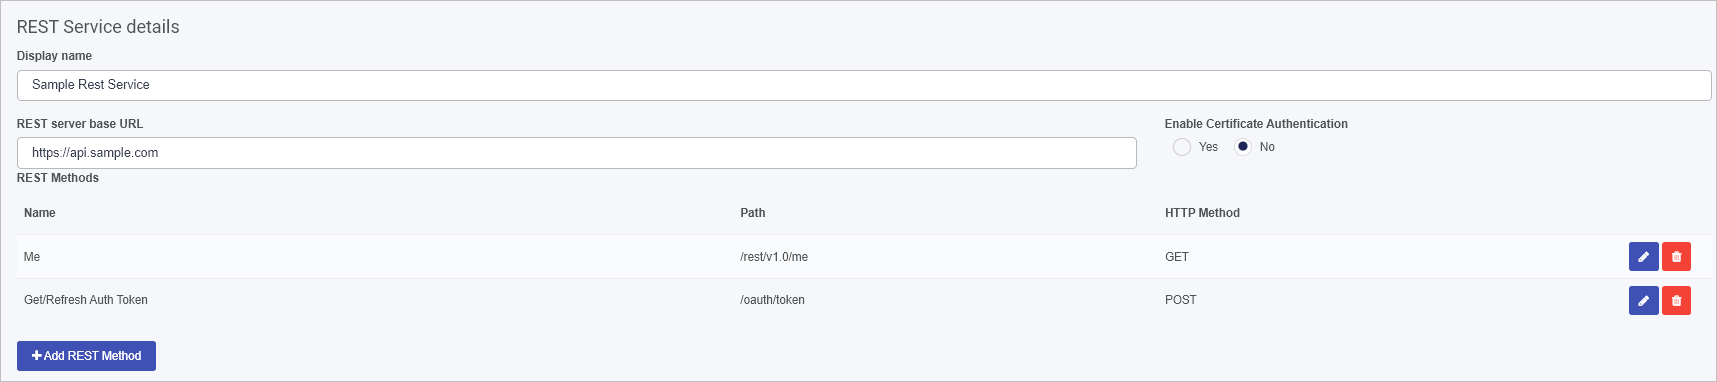 REST Service details
Display name
Sample Rest Service
REST server base URL
Enable Certificate Authentication
https://api.sample.com
Yes No
REST Methods
Name Path HTTP Method
Me /rest/v1.0/me GET
Get/Refresh Auth Token /oauth/token POST
Add REST Method